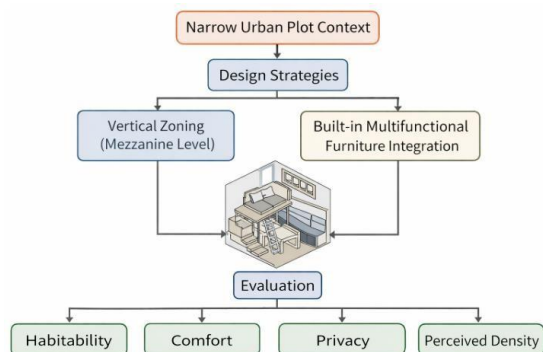 Narrow Urban Plot Context
Design Strategies
Vertical Zoning
(Mezzanine Level)
Built-in Multifunctional
Furniture Integration
Evaluation
Habitability
Comfort
Privacy
Perceived Density